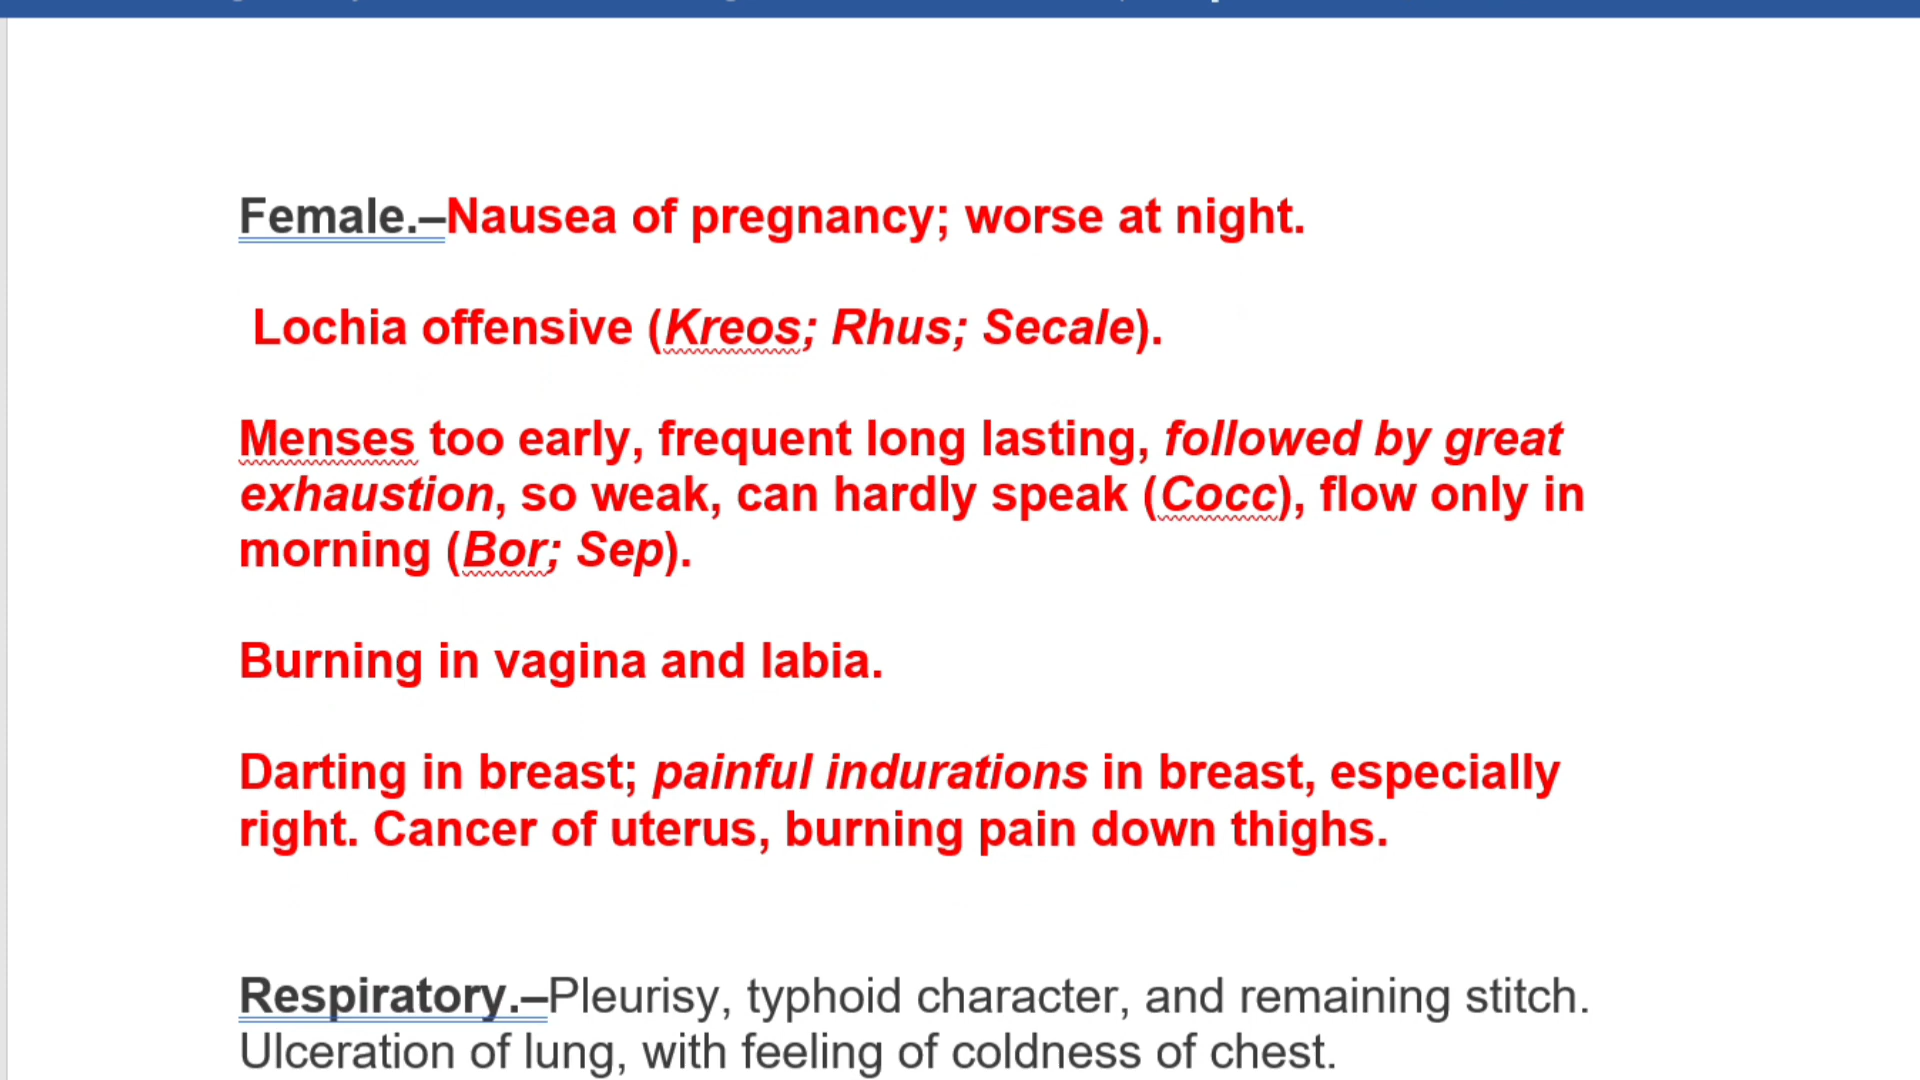 Female.–Nausea of pregnancy; worse at night.
Lochia offensive (Kreos; Rhus; Secale).
Menses too early, frequent long lasting, followed by great
exhaustion, so weak, can hardly speak (Cocc), flow only in
morning (Bor; Sep).
Burning in vagina and labia.
Darting in breast; painful indurations in breast, especially
right. Cancer of uterus, burning pain down thighs.
Respiratory.–Pleurisy, typhoid character, and remaining stitch.
Ulceration of lung, with feeling of coldness of chest.